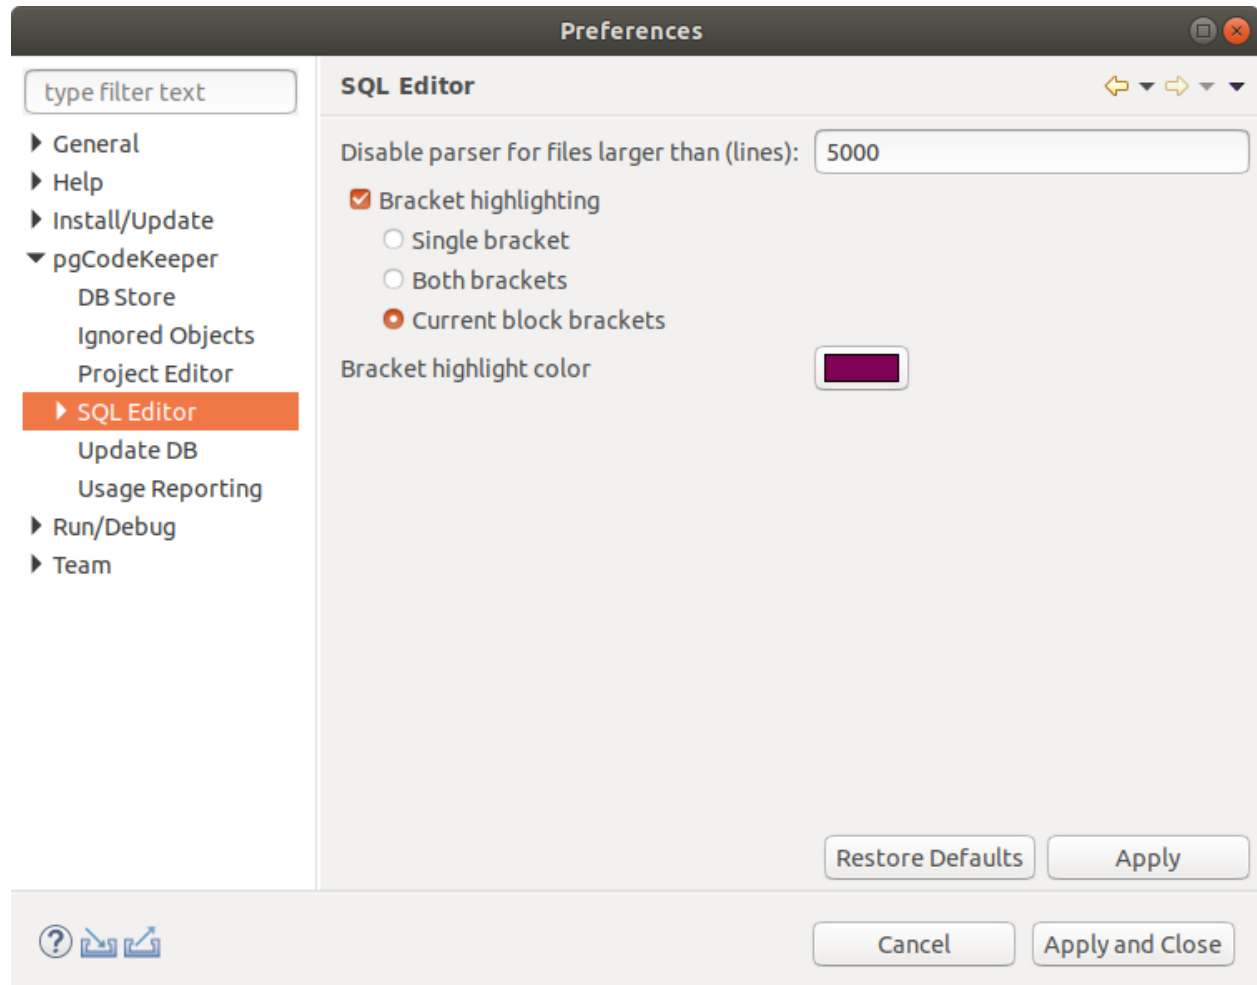 Preferences
type filter text
General
Help
Install/Update
pgCodeKeeper
DB Store
Ignored Objects
Project Editor
SQL Editor
Update DB
Usage Reporting
Run/Debug
Team
SQL Editor
Disable parser for files larger than (lines): 5000
Bracket highlighting
Single bracket
Both brackets
Current block brackets
Bracket highlight color
Restore Defaults Apply
? Cancel Apply and Close